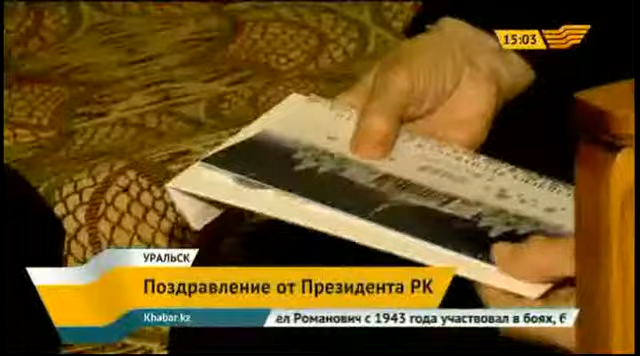 15:03
УРАЛЬСК
Поздравление от Президента РК
Khabar.kz
ел Романович с 1943 года участвовал в боях, б